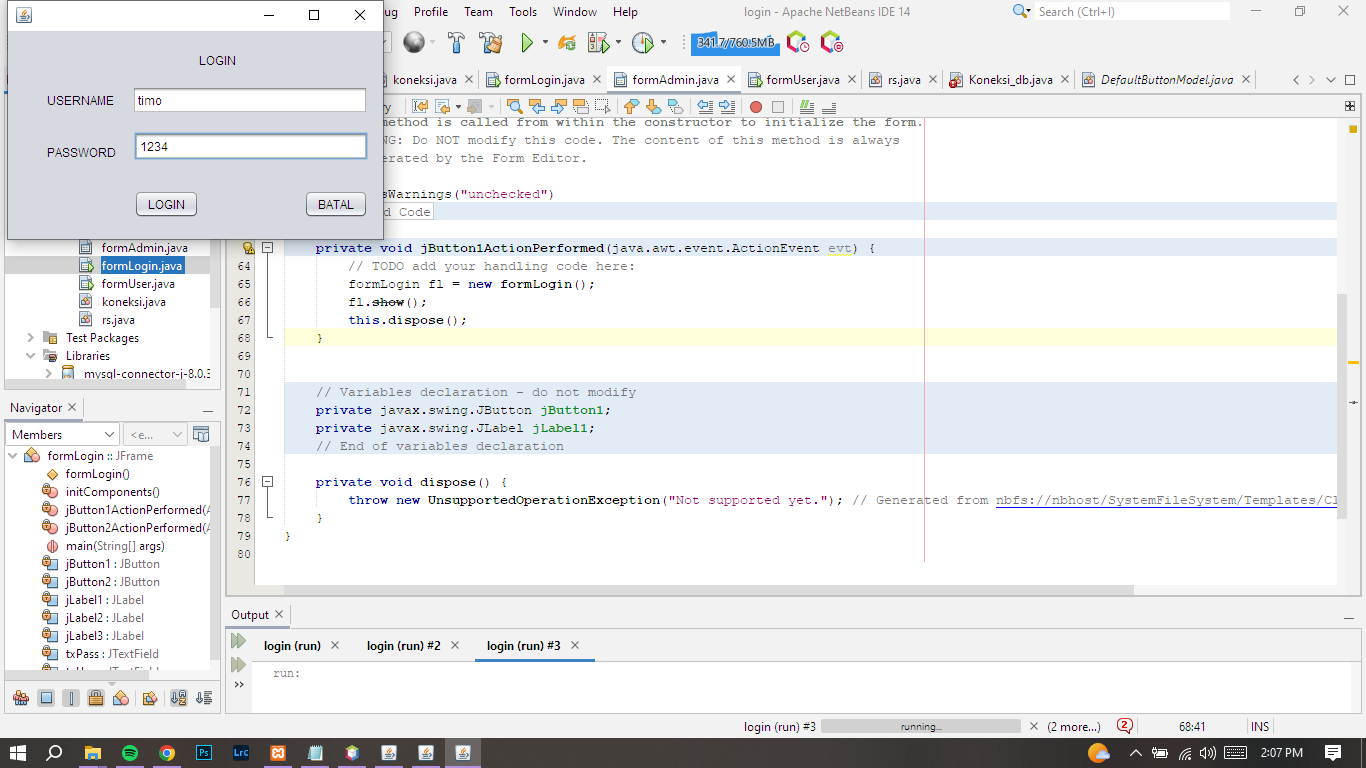 ug Profile Team Tools Window Help
login - Apache NetBeans IDE 14
Search (Ctrl+I)
LOGIN
USERNAME timo
PASSWORD 1234
LOGIN BATAL
341.7/760.5MB
koneksi.java formLogin.java formAdmin.java formUser.java rs.java Koneksi_db.java DefaultButtonModel.java
method is called from within the constructor to initialize the form.
NG: Do NOT modify this code. The content of this method is always
erated by the Form Editor.
sWarnings("unchecked")
d Code
private void jButton1ActionPerformed(java.awt.event.ActionEvent evt) {
64 // TODO add your handling code here:
65 formLogin fl = new formLogin();
66 fl.show();
67 this.dispose();
68 }
69
70
71 // Variables declaration - do not modify
72 private javax.swing.JButton jButton1;
73 private javax.swing.JLabel jLabel1;
74 // End of variables declaration
75
76 private void dispose() {
77 throw new UnsupportedOperationException("Not supported yet."); // Generated from nbfs://nbhost/SystemFileSystem/Templates/Cl
78 }
79 }
80
formAdmin.java
formLogin.java
formUser.java
koneksi.java
rs.java
Test Packages
Libraries
mysql-connector-j-8.0.3
Navigator
Members <e...
formLogin :: JFrame
formLogin()
initComponents()
jButton1ActionPerformed(A
jButton2ActionPerformed(A
main(String[] args)
jButton1 : JButton
jButton2 : JButton
jLabel1 : JLabel
jLabel2 : JLabel
jLabel3 : JLabel
txPass : JTextField
Output
login (run) login (run) #2 login (run) #3
run:
login (run) #3 running... (2 more...) 2 68:41 INS
Ps LrC 2:07 PM